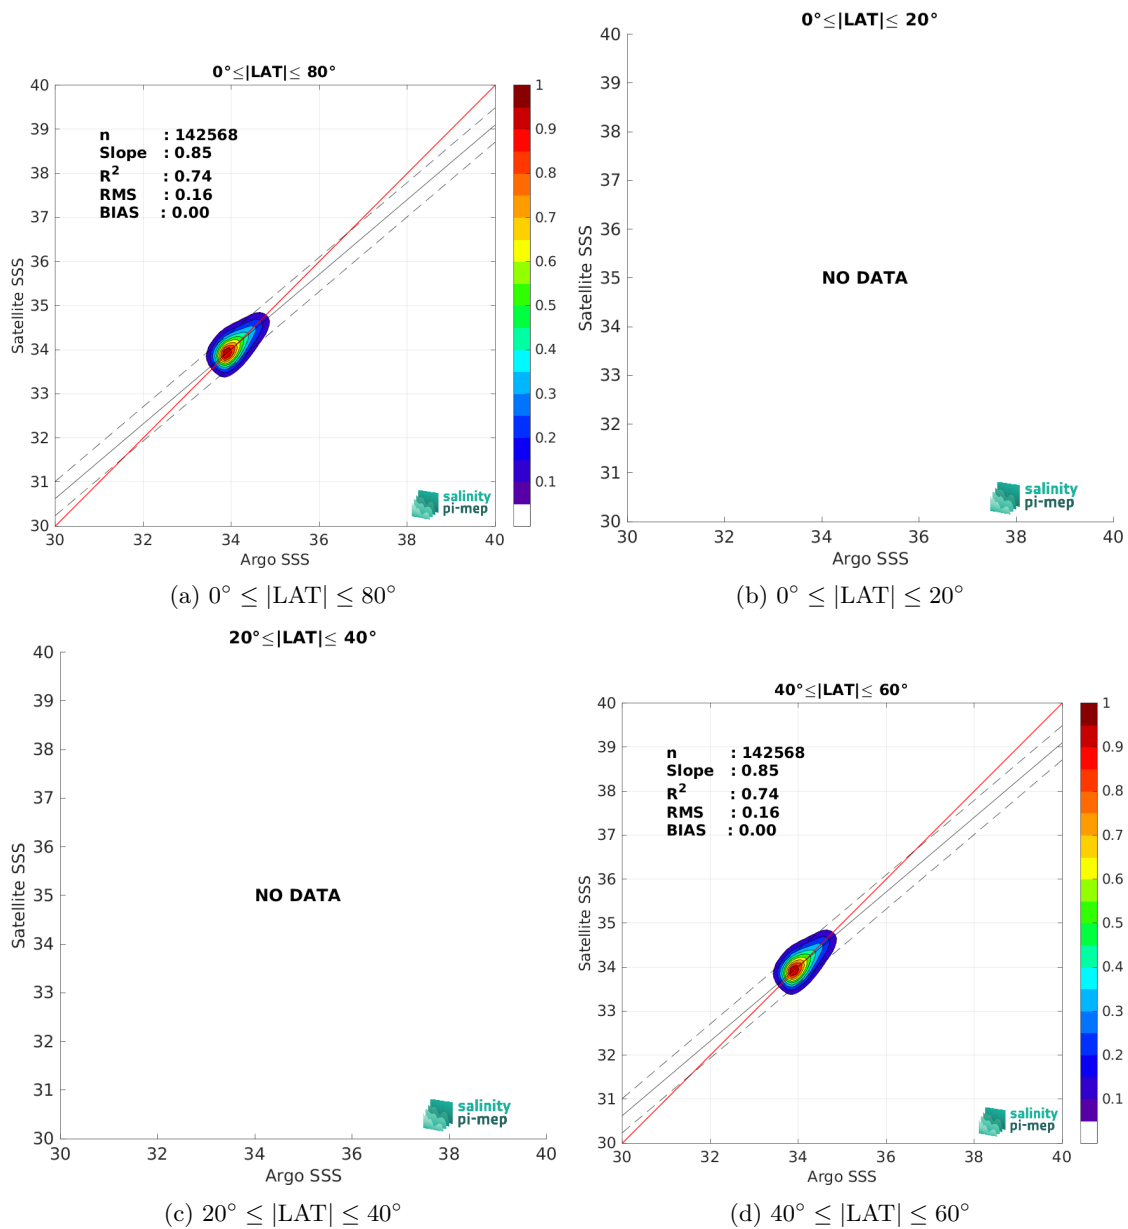 0°≤|LAT|≤ 80°
40
39
38
37
36
35
34
33
32
31
30
Satellite SSS
n : 142568
Slope : 0.85
R² : 0.74
RMS : 0.16
BIAS : 0.00
salinity
pi-mep
30 32 34 36 38 40
Argo SSS
1
0.9
0.8
0.7
0.6
0.5
0.4
0.3
0.2
0.1
(a) 0° ≤ |LAT| ≤ 80°
0°≤|LAT|≤ 20°
40
39
38
37
36
35
34
33
32
31
30
Satellite SSS
NO DATA
salinity
pi-mep
30 32 34 36 38 40
Argo SSS
(b) 0° ≤ |LAT| ≤ 20°
20°≤|LAT|≤ 40°
40
39
38
37
36
35
34
33
32
31
30
Satellite SSS
NO DATA
salinity
pi-mep
30 32 34 36 38 40
Argo SSS
(c) 20° ≤ |LAT| ≤ 40°
40°≤|LAT|≤ 60°
40
39
38
37
36
35
34
33
32
31
30
Satellite SSS
n : 142568
Slope : 0.85
R² : 0.74
RMS : 0.16
BIAS : 0.00
salinity
pi-mep
30 32 34 36 38 40
Argo SSS
1
0.9
0.8
0.7
0.6
0.5
0.4
0.3
0.2
0.1
(d) 40° ≤ |LAT| ≤ 60°